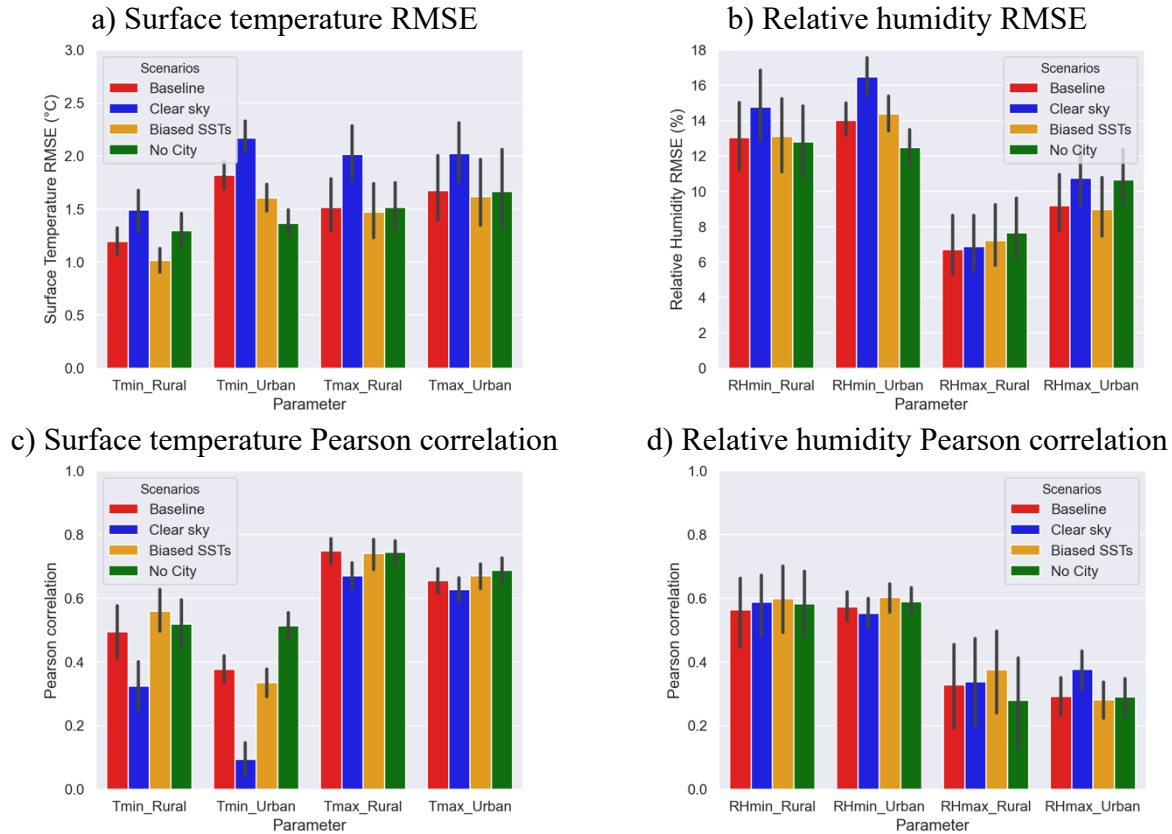 a) Surface temperature RMSE
3.0
2.5
2.0
1.5
1.0
0.5
0.0
Surface Temperature RMSE (°C)
Scenarios
Baseline
Clear sky
Biased SSTs
No City
Tmin_Rural Tmin_Urban Tmax_Rural Tmax_Urban
Parameter
b) Relative humidity RMSE
18
16
14
12
10
8
6
4
2
0
Relative Humidity RMSE (%)
Scenarios
Baseline
Clear sky
Biased SSTs
No City
RHmin_Rural RHmin_Urban RHmax_Rural RHmax_Urban
Parameter
c) Surface temperature Pearson correlation
1.0
0.8
0.6
0.4
0.2
0.0
Pearson correlation
Scenarios
Baseline
Clear sky
Biased SSTs
No City
Tmin_Rural Tmin_Urban Tmax_Rural Tmax_Urban
Parameter
d) Relative humidity Pearson correlation
1.0
0.8
0.6
0.4
0.2
0.0
Pearson correlation
Scenarios
Baseline
Clear sky
Biased SSTs
No City
RHmin_Rural RHmin_Urban RHmax_Rural RHmax_Urban
Parameter